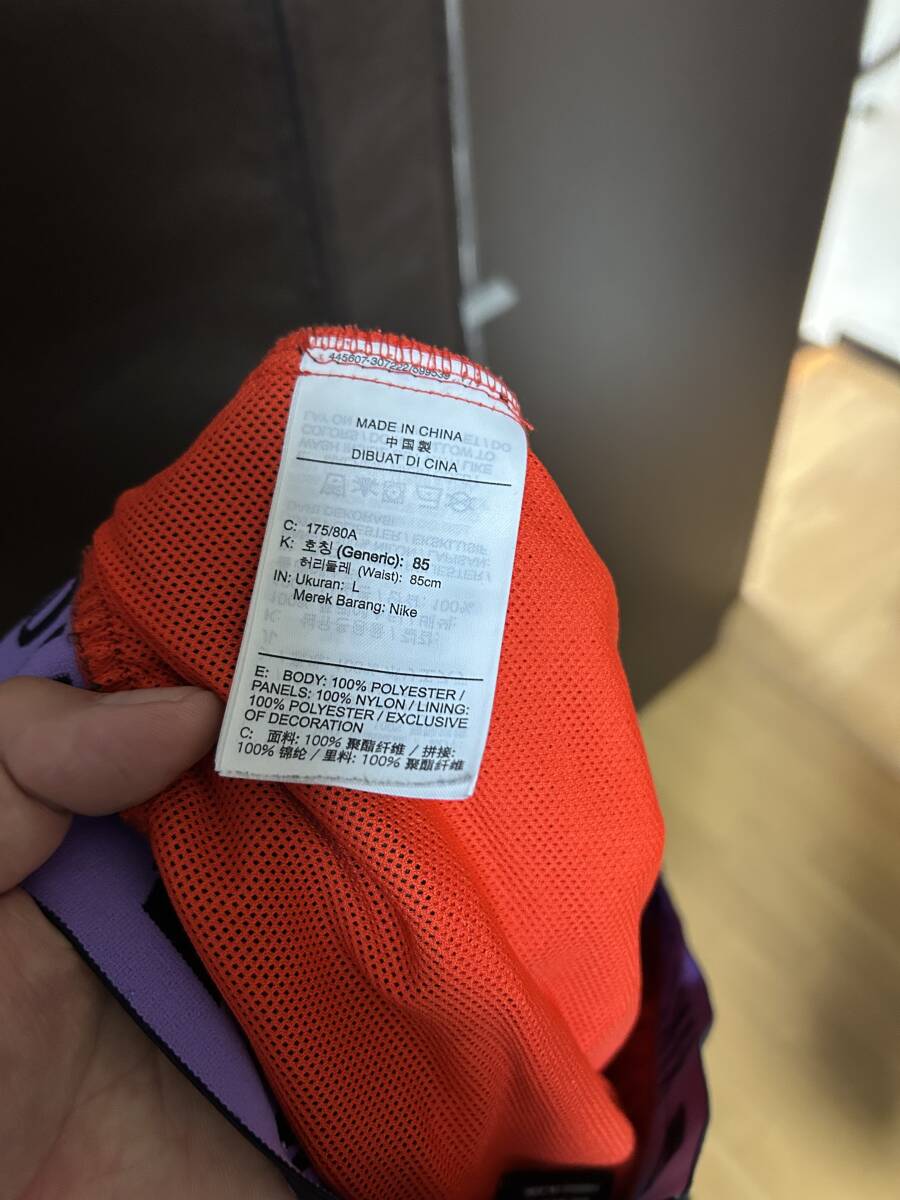 445607-307222/599539
MADE IN CHINA
中国製
DIBUAT DI CINA
C: 175/80A
K: 호칭 (Generic): 85
허리둘레 (Waist): 85cm
IN: Ukuran: L
Merek Barang: Nike
E: BODY: 100% POLYESTER /
PANELS: 100% NYLON / LINING:
100% POLYESTER / EXCLUSIVE
OF DECORATION
C: 面料: 100% 聚酯纤维 / 拼接:
100% 锦纶 / 里料: 100% 聚酯纤维